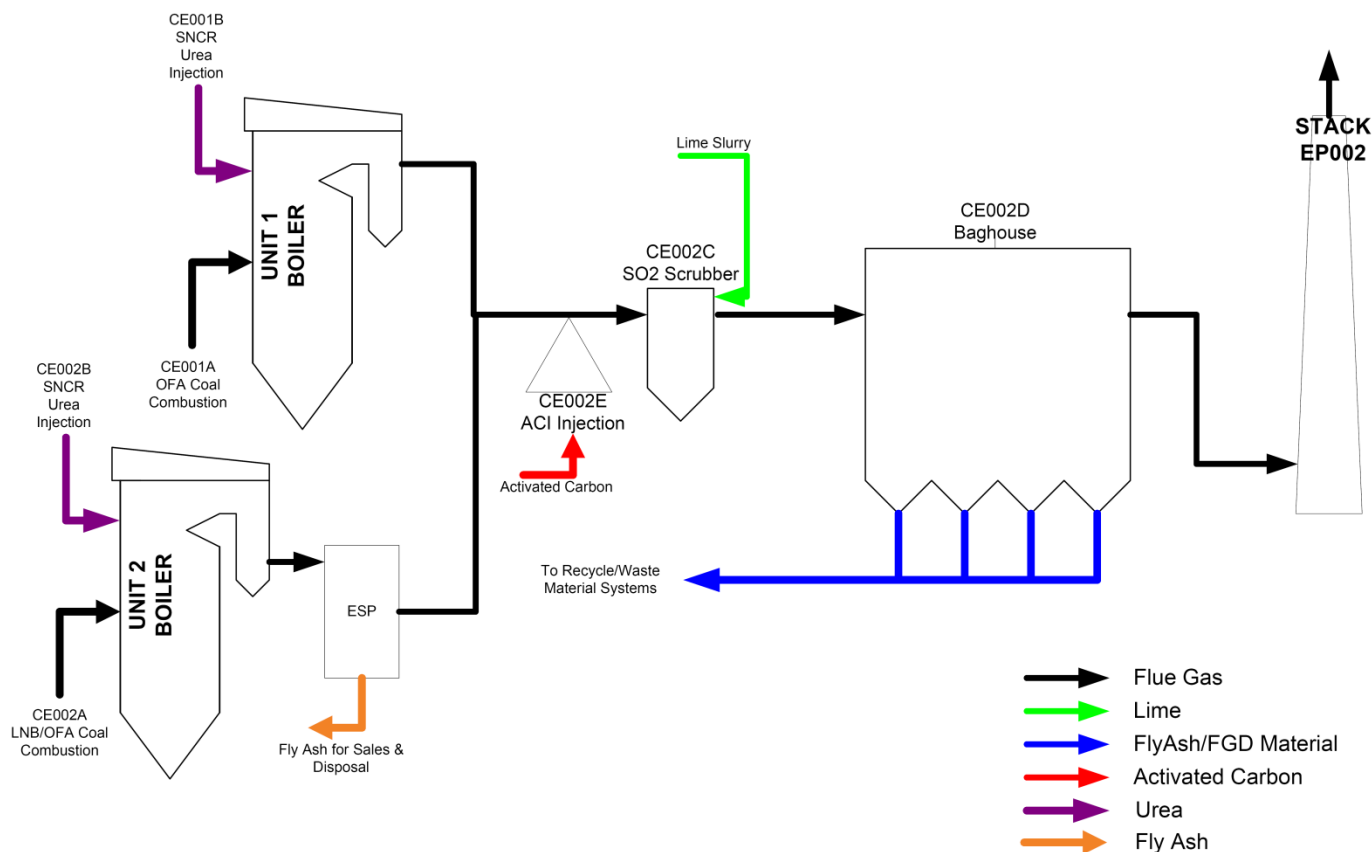 CE001B
SNCR
Urea
Injection
UNIT 1
BOILER
CE001A
OFA Coal
Combustion
CE002B
SNCR
Urea
Injection
UNIT 2
BOILER
CE002A
LNB/OFA Coal
Combustion
ESP
Fly Ash for Sales &
Disposal
CE002E
ACI Injection
Activated Carbon
Lime Slurry
CE002C
SO2 Scrubber
CE002D
Baghouse
To Recycle/Waste
Material Systems
STACK
EP002
Flue Gas
Lime
FlyAsh/FGD Material
Activated Carbon
Urea
Fly Ash